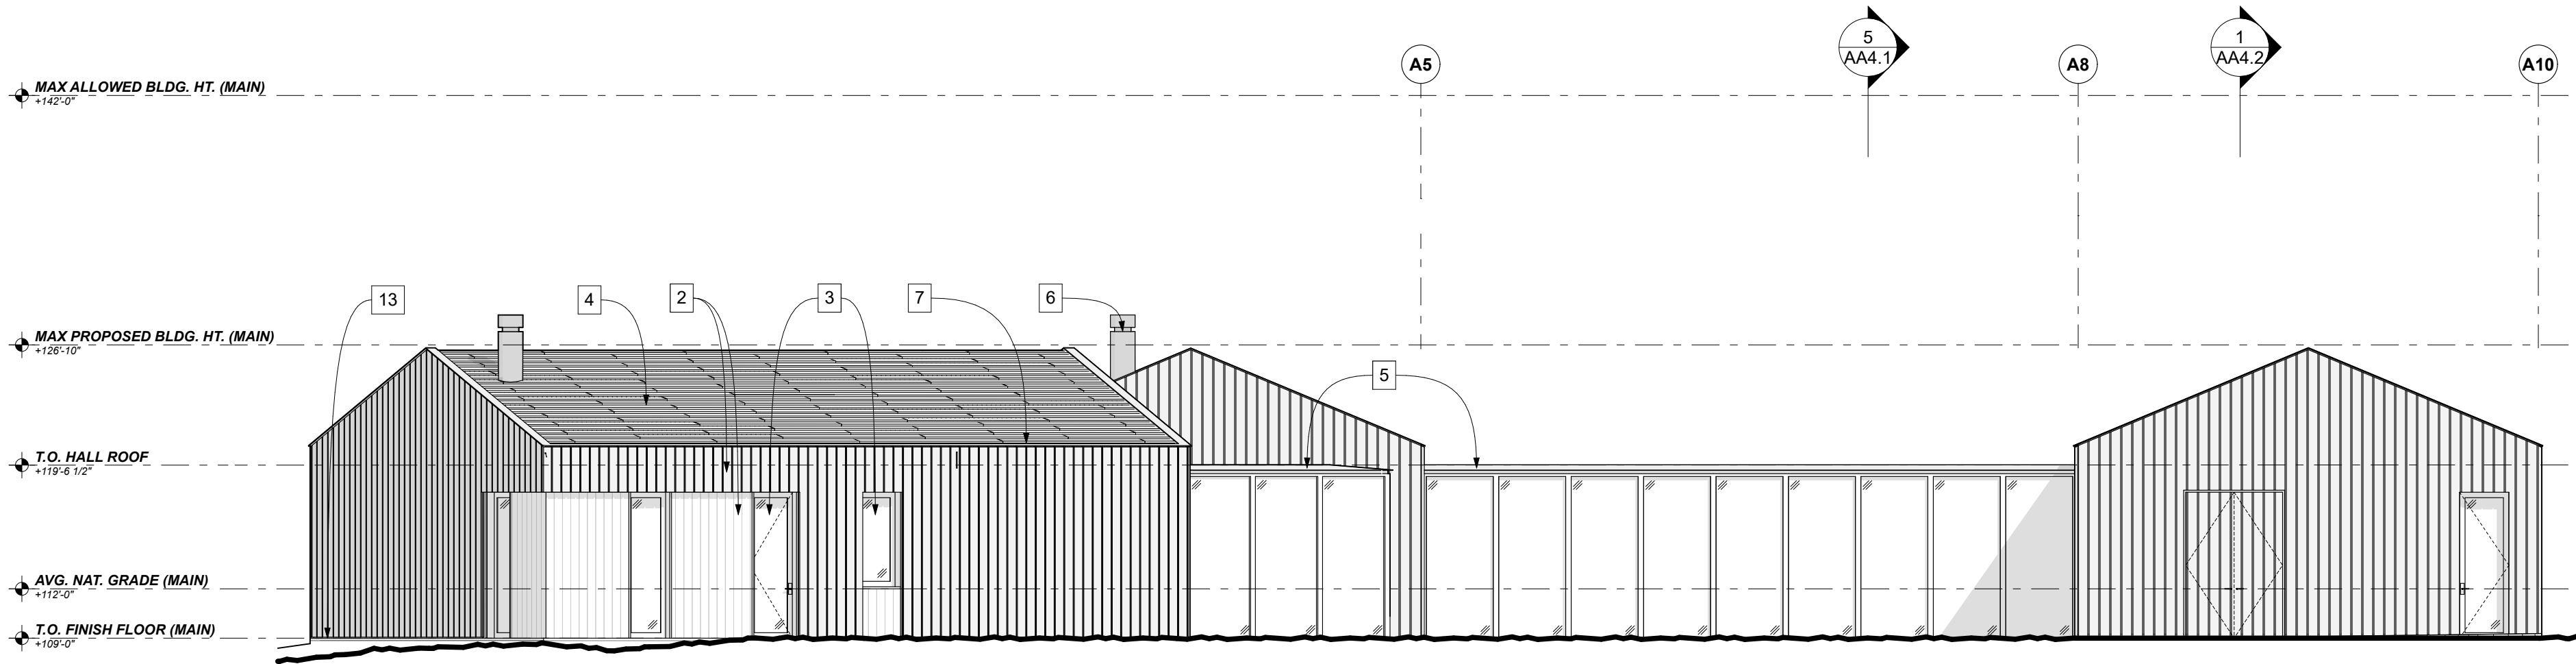 5
AA4.1
1
AA4.2
A5
A8
A10
MAX ALLOWED BLDG. HT. (MAIN)
+142'-0"
13
4
2
3
7
6
MAX PROPOSED BLDG. HT. (MAIN)
+126'-10"
5
T.O. HALL ROOF
+119'-6 1/2"
AVG. NAT. GRADE (MAIN)
+112'-0"
T.O. FINISH FLOOR (MAIN)
+109'-0"